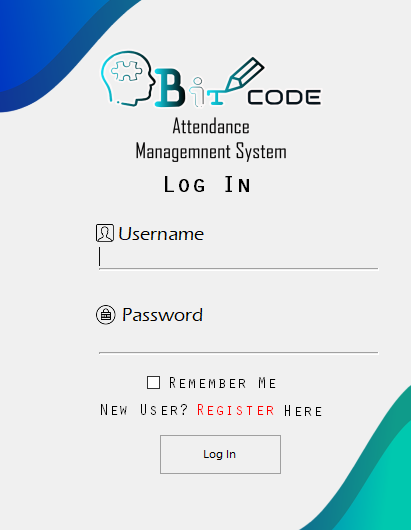 Bit CODE
Attendance
Managemnent System
Log In
Username
Password
Remember Me
New User? Register Here
Log In